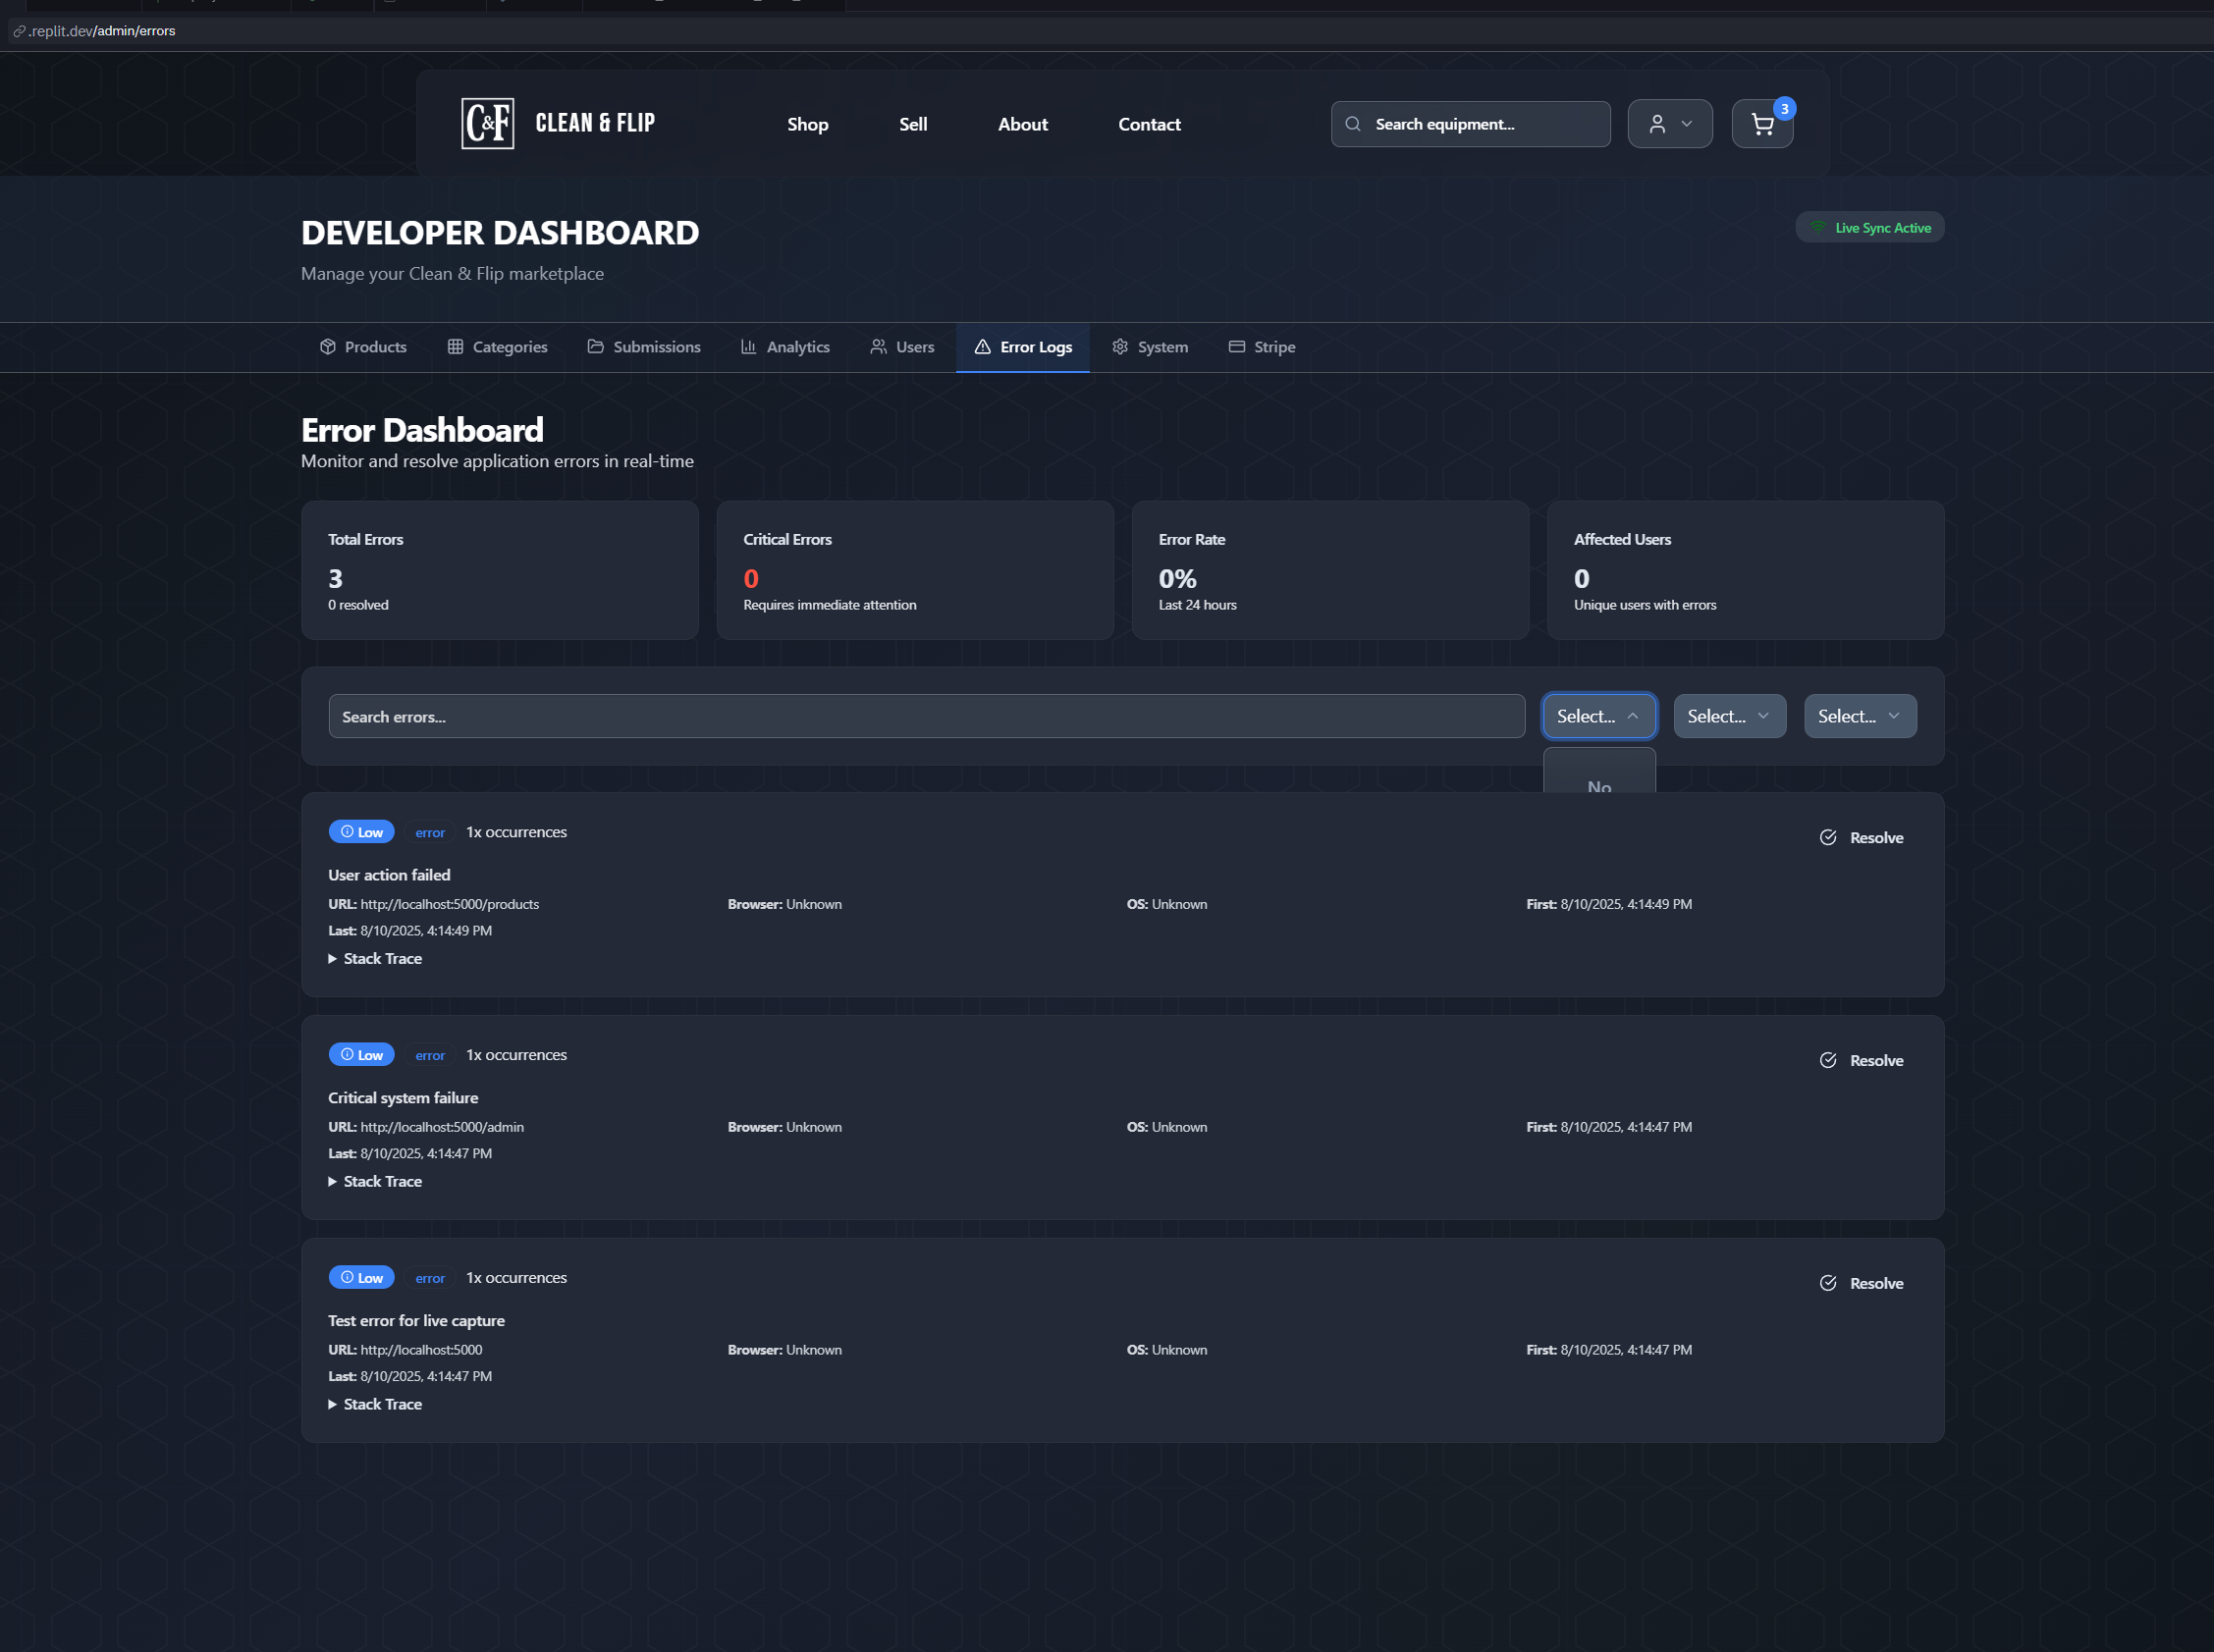 .replit.dev/admin/errors
C&F
CLEAN & FLIP
Shop
Sell
About
Contact
Search equipment...
3
DEVELOPER DASHBOARD
Live Sync Active
Manage your Clean & Flip marketplace
Products
Categories
Submissions
Analytics
Users
Error Logs
System
Stripe
Error Dashboard
Monitor and resolve application errors in real-time
Total Errors
3
0 resolved
Critical Errors
0
Requires immediate attention
Error Rate
0%
Last 24 hours
Affected Users
0
Unique users with errors
Search errors...
Select...
Select...
Select...
No
Low error 1x occurrences
Resolve
User action failed
URL: http://localhost:5000/products
Browser: Unknown
OS: Unknown
First: 8/10/2025, 4:14:49 PM
Last: 8/10/2025, 4:14:49 PM
Stack Trace
Low error 1x occurrences
Resolve
Critical system failure
URL: http://localhost:5000/admin
Browser: Unknown
OS: Unknown
First: 8/10/2025, 4:14:47 PM
Last: 8/10/2025, 4:14:47 PM
Stack Trace
Low error 1x occurrences
Resolve
Test error for live capture
URL: http://localhost:5000
Browser: Unknown
OS: Unknown
First: 8/10/2025, 4:14:47 PM
Last: 8/10/2025, 4:14:47 PM
Stack Trace